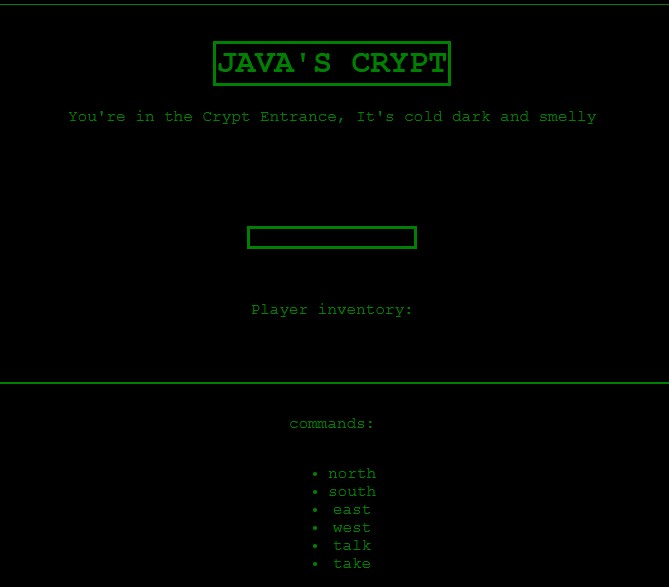 JAVA'S CRYPT
You're in the Crypt Entrance, It's cold dark and smelly
Player inventory:
commands:
• north
• south
• east
• west
• talk
• take